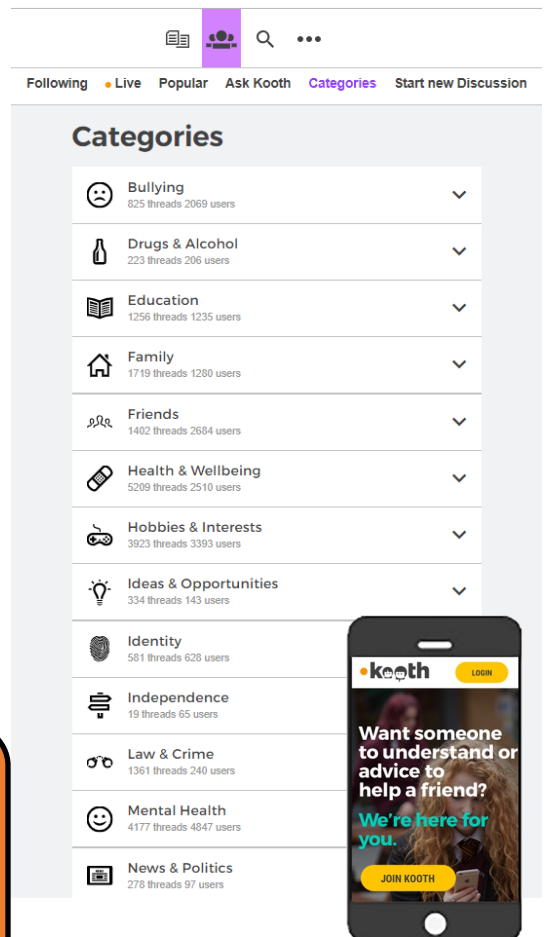 Following Live Popular Ask Kooth Categories Start new Discussion
Categories
Bullying
825 threads 2069 users
Drugs & Alcohol
223 threads 206 users
Education
1256 threads 1235 users
Family
1719 threads 1280 users
Friends
1402 threads 2684 users
Health & Wellbeing
5209 threads 2510 users
Hobbies & Interests
3923 threads 3393 users
Ideas & Opportunities
334 threads 143 users
Identity
581 threads 628 users
Independence
19 threads 65 users
Law & Crime
1361 threads 240 users
Mental Health
4177 threads 4847 users
News & Politics
278 threads 97 users
kooth LOGIN
Want someone
to understand or
advice to
help a friend?
We're here for
you.
JOIN KOOTH